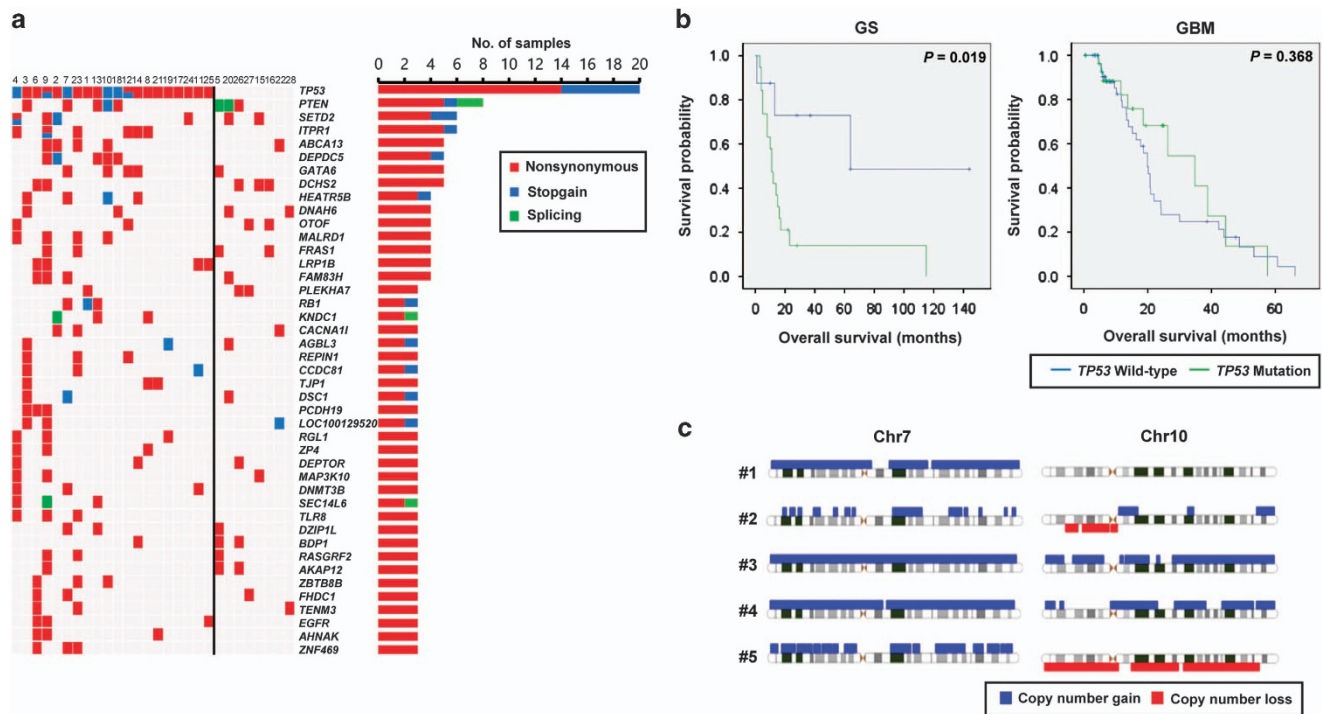 a
4 3 6 9 2 7 23 1 13 10 18 12 14 8 21 19 17 24 11 25 5 20 26 27 15 16 22 28
TP53
PTEN
SETD2
ITPR1
ABCA13
DEPDC5
GATA6
DCHS2
HEATR5B
DNAH6
OTOF
MALRD1
FRAS1
LRP1B
FAM83H
PLEKHA7
RB1
KNDC1
CACNA1I
AGBL3
REPIN1
CCDC81
TJP1
DSC1
PCDH19
LOC100129520
RGL1
ZP4
DEPTOR
MAP3K10
DNMT3B
SEC14L6
TLR8
DZIP1L
BDP1
RASGRF2
AKAP12
ZBTB8B
FHDC1
TENM3
EGFR
AHNAK
ZNF469
No. of samples
0 2 4 6 8 10 12 14 16 18 20
Nonsynonymous
Stopgain
Splicing
b
GS
P = 0.019
Survival probability
1.0
0.8
0.6
0.4
0.2
0.0
0 20 40 60 80 100 120 140
Overall survival (months)
GBM
P = 0.368
Survival probability
1.0
0.8
0.6
0.4
0.2
0.0
0 20 40 60
Overall survival (months)
TP53 Wild-type TP53 Mutation
c
Chr7 Chr10
#1
#2
#3
#4
#5
Copy number gain Copy number loss